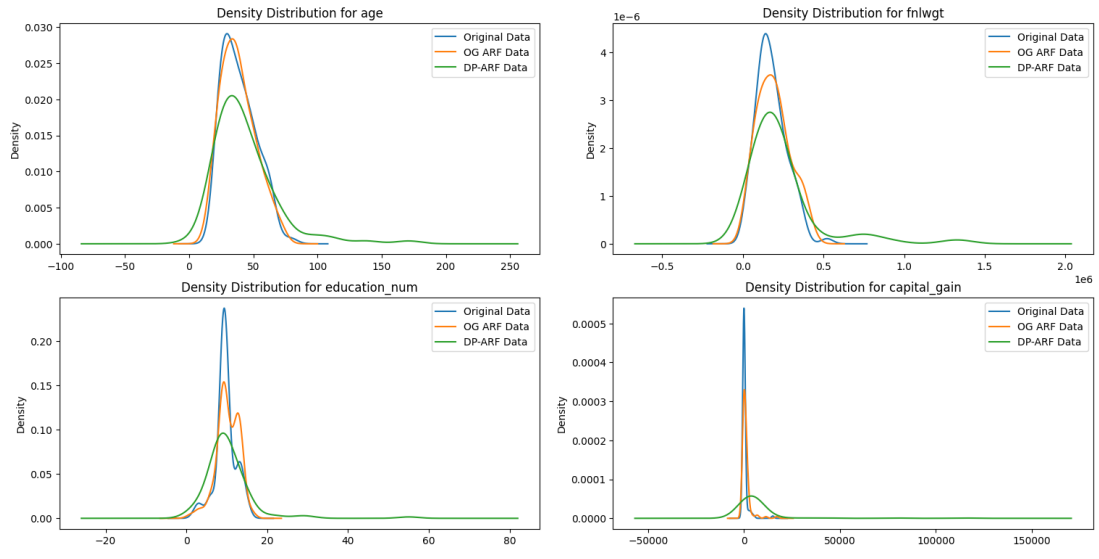 Density Distribution for age
Density
0.030
0.025
0.020
0.015
0.010
0.005
0.000
-100
-50
0
50
100
150
200
250
Original Data
OG ARF Data
DP-ARF Data
Density Distribution for fnlwgt
1e−6
Density
4
3
2
1
0
-0.5
0.0
0.5
1.0
1.5
2.0
1e6
Original Data
OG ARF Data
DP-ARF Data
Density Distribution for education_num
Density
0.20
0.15
0.10
0.05
0.00
-20
0
20
40
60
80
Original Data
OG ARF Data
DP-ARF Data
Density Distribution for capital_gain
Density
0.0005
0.0004
0.0003
0.0002
0.0001
0.0000
-50000
0
50000
100000
150000
Original Data
OG ARF Data
DP-ARF Data